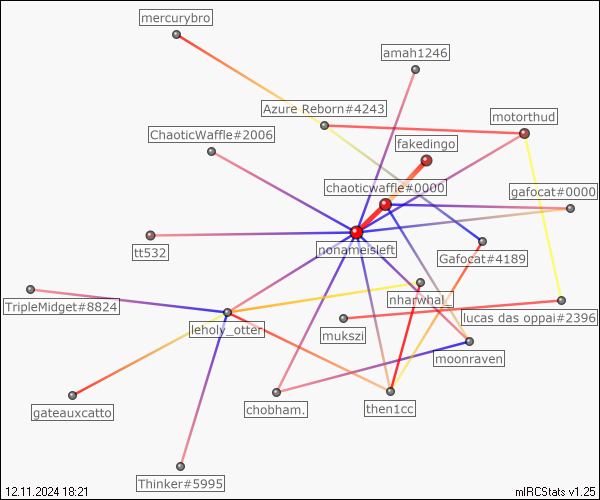 mercurybro
amah1246
Azure Reborn#4243
motorthud
ChaoticWaffle#2006
fakedingo
chaoticwaffle#0000
gafocat#0000
nonameisleft
tt532
Gafocat#4189
nharwhal.
TripleMidget#8824
lucas das oppai#2396
leholy_otter
mukszi
moonraven
gateauxcatto
chobham.
then1cc
Thinker#5995
12.11.2024 18:21
mIRCStats v1.25